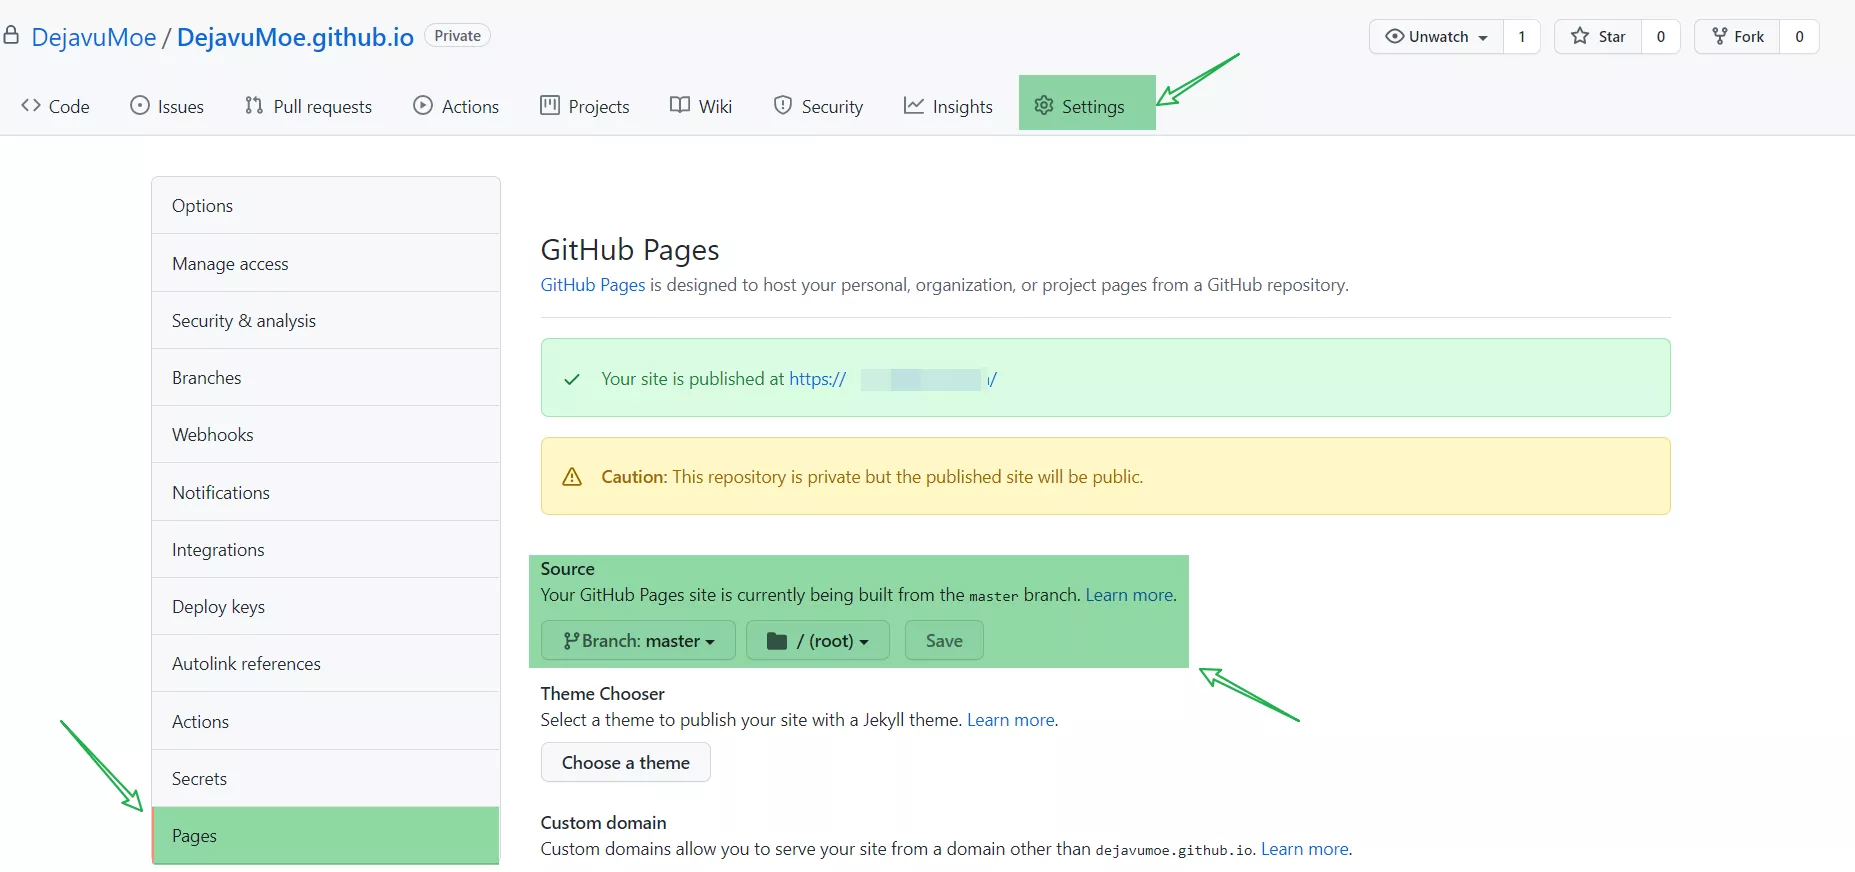 DejavuMoe / DejavuMoe.github.io Private
Unwatch 1 Star 0 Fork 0
Code Issues Pull requests Actions Projects Wiki Security Insights Settings
Options
Manage access
Security & analysis
Branches
Webhooks
Notifications
Integrations
Deploy keys
Autolink references
Actions
Secrets
Pages
GitHub Pages
GitHub Pages is designed to host your personal, organization, or project pages from a GitHub repository.
Your site is published at https:// /
Caution: This repository is private but the published site will be public.
Source
Your GitHub Pages site is currently being built from the master branch. Learn more.
Branch: master / (root) Save
Theme Chooser
Select a theme to publish your site with a Jekyll theme. Learn more.
Choose a theme
Custom domain
Custom domains allow you to serve your site from a domain other than dejavumoe.github.io. Learn more.